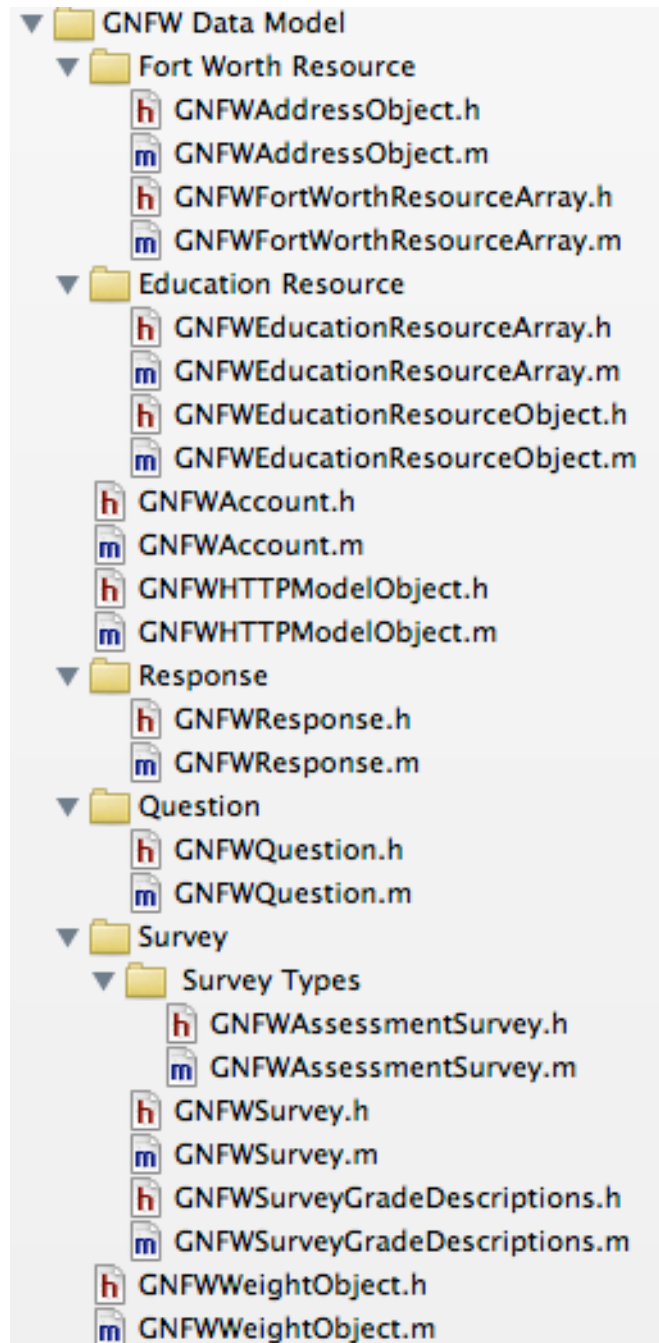 GNFW Data Model
Fort Worth Resource
h GNFWAddressObject.h
m GNFWAddressObject.m
h GNFWFortWorthResourceArray.h
m GNFWFortWorthResourceArray.m
Education Resource
h GNFWEducationResourceArray.h
m GNFWEducationResourceArray.m
h GNFWEducationResourceObject.h
m GNFWEducationResourceObject.m
h GNFWAccount.h
m GNFWAccount.m
h GNFWHTTPModelObject.h
m GNFWHTTPModelObject.m
Response
h GNFWResponse.h
m GNFWResponse.m
Question
h GNFWQuestion.h
m GNFWQuestion.m
Survey
Survey Types
h GNFWAssessmentSurvey.h
m GNFWAssessmentSurvey.m
h GNFWSurvey.h
m GNFWSurvey.m
h GNFWSurveyGradeDescriptions.h
m GNFWSurveyGradeDescriptions.m
h GNFWWeightObject.h
m GNFWWeightObject.m